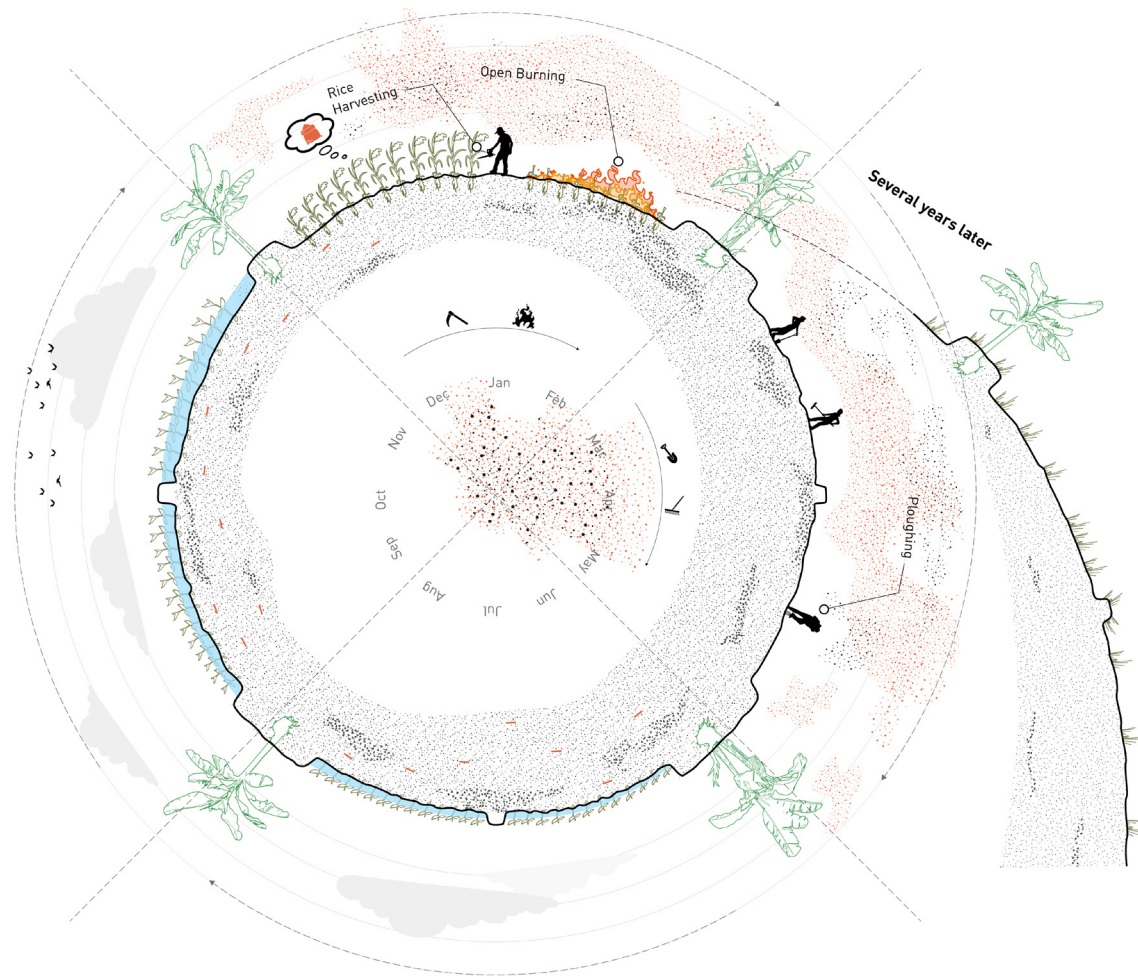 Open Burning
Rice
Harvesting
Several years later
Ploughing
Jan
Feb
Mar
Apr
May
Jun
Jul
Aug
Sep
Oct
Nov
Dec